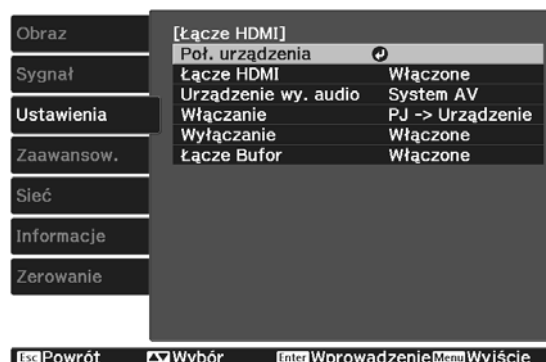 Obraz
Sygnał
Ustawienia
Zaawansow.
Sieć
Informacje
Zerowanie
[Łącze HDMI]
Poł. urządzenia
Łącze HDMI Włączone
Urządzenie wy. audio System AV
Włączanie PJ -> Urządzenie
Wyłączanie Włączone
Łącze Bufor Włączone
Esc Powrót Wybór Enter Wprowadzenie Menu Wyjście